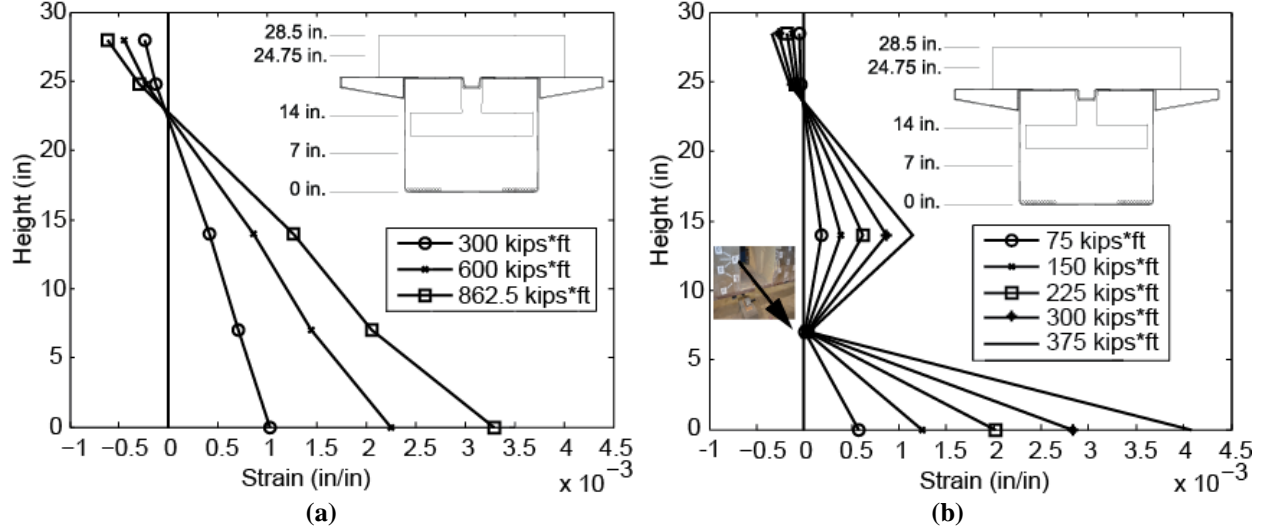 30
25
20
15
10
5
0
Height (in)
28.5 in.
24.75 in.
14 in.
7 in.
0 in.
300 kips*ft
600 kips*ft
862.5 kips*ft
−1 −0.5 0 0.5 1 1.5 2 2.5 3 3.5 4 4.5
Strain (in/in)
x 10⁻³
(a)
30
25
20
15
10
5
0
Height (in)
28.5 in.
24.75 in.
14 in.
7 in.
0 in.
75 kips*ft
150 kips*ft
225 kips*ft
300 kips*ft
375 kips*ft
−1 −0.5 0 0.5 1 1.5 2 2.5 3 3.5 4 4.5
Strain (in/in)
x 10⁻³
(b)